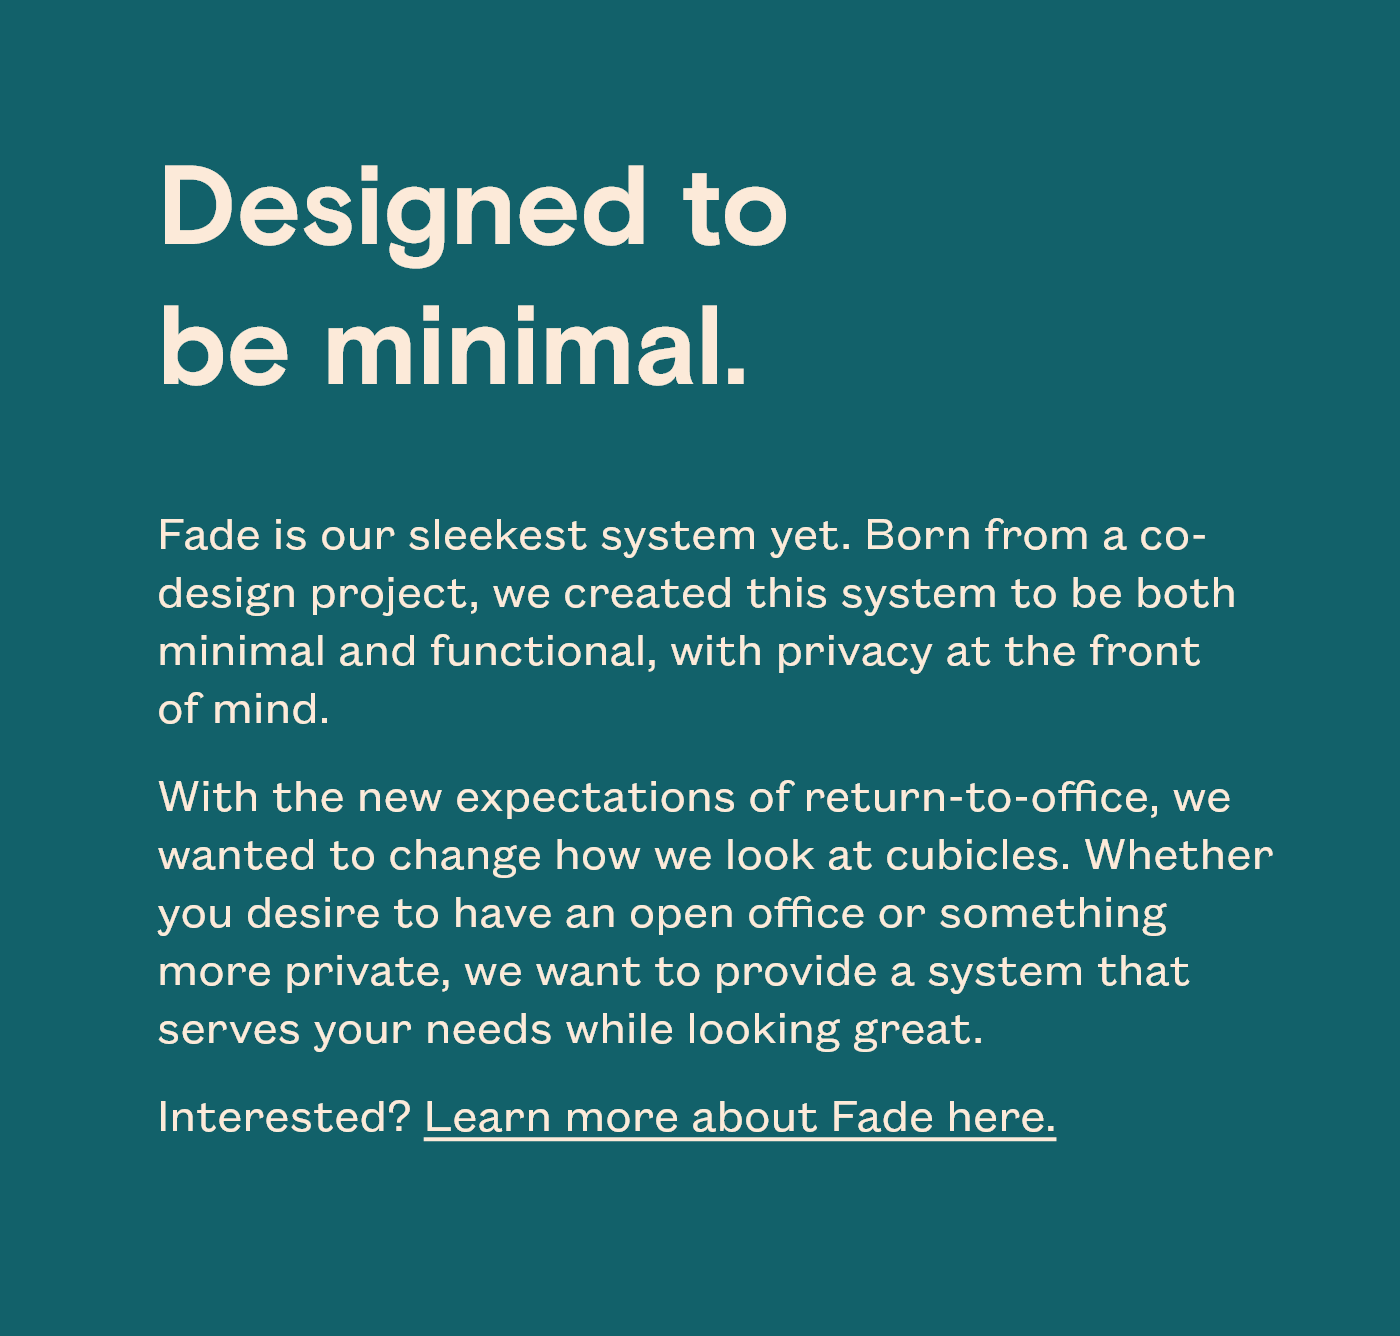 Designed to
be minimal.
Fade is our sleekest system yet. Born from a co-
design project, we created this system to be both
minimal and functional, with privacy at the front
of mind.
With the new expectations of return-to-office, we
wanted to change how we look at cubicles. Whether
you desire to have an open office or something
more private, we want to provide a system that
serves your needs while looking great.
Interested? Learn more about Fade here.